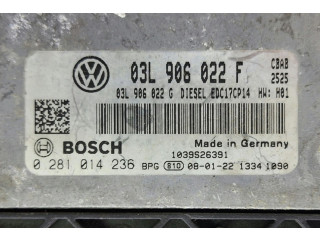 03L 906 022 F CBAB
2525
03L 906 022 G DIESEL EDC17CP14 HW: H01
Made in Germany
BOSCH 1039S26391
0 281 014 236 BPG E10 08-01-22 1334 1090